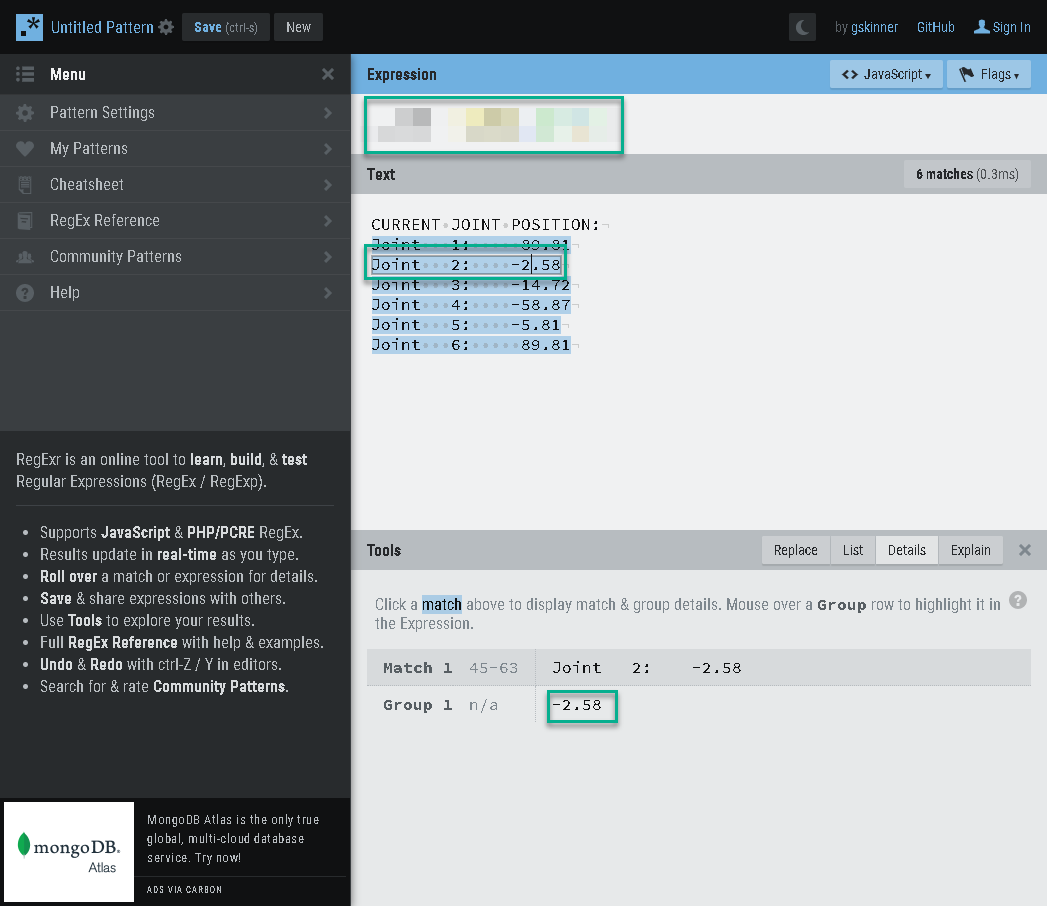 .* Untitled Pattern Save (ctrl-s) New by gskinner GitHub Sign In
Menu
Pattern Settings
My Patterns
Cheatsheet
RegEx Reference
Community Patterns
Help
RegExr is an online tool to learn, build, & test
Regular Expressions (RegEx / RegExp).
• Supports JavaScript & PHP/PCRE RegEx.
• Results update in real-time as you type.
• Roll over a match or expression for details.
• Save & share expressions with others.
• Use Tools to explore your results.
• Full RegEx Reference with help & examples.
• Undo & Redo with ctrl-Z / Y in editors.
• Search for & rate Community Patterns.
mongoDB.
Atlas
MongoDB Atlas is the only true
global, multi-cloud database
service. Try now!
ADS VIA CARBON
Expression <> JavaScript ▾ Flags ▾
Text 6 matches (0.3ms)
CURRENT•JOINT•POSITION:¬
Joint•••1:•••••89.81¬
Joint•••2:••••-2.58¬
Joint•••3:••••-14.72¬
Joint•••4:••••-58.87¬
Joint•••5:••••-5.81¬
Joint•••6:•••••89.81¬
Tools Replace List Details Explain
Click a match above to display match & group details. Mouse over a Group row to highlight it in ?
the Expression.
Match 1 45-63 Joint   2:    -2.58
Group 1 n/a -2.58